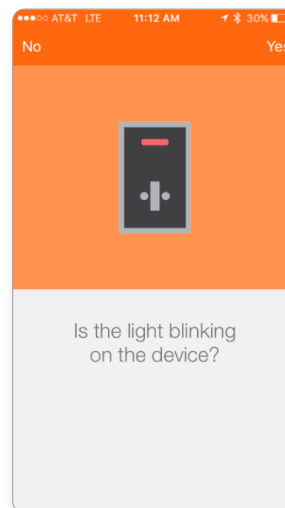 AT&T LTE 11:12 AM 30%
No Yes
Is the light blinking
on the device?